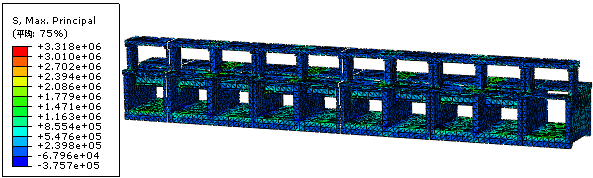 S, Max. Principal
(平均: 75%)
+3.318e+06
+3.010e+06
+2.702e+06
+2.394e+06
+2.086e+06
+1.779e+06
+1.471e+06
+1.163e+06
+8.554e+05
+5.476e+05
+2.398e+05
-6.796e+04
-3.757e+05